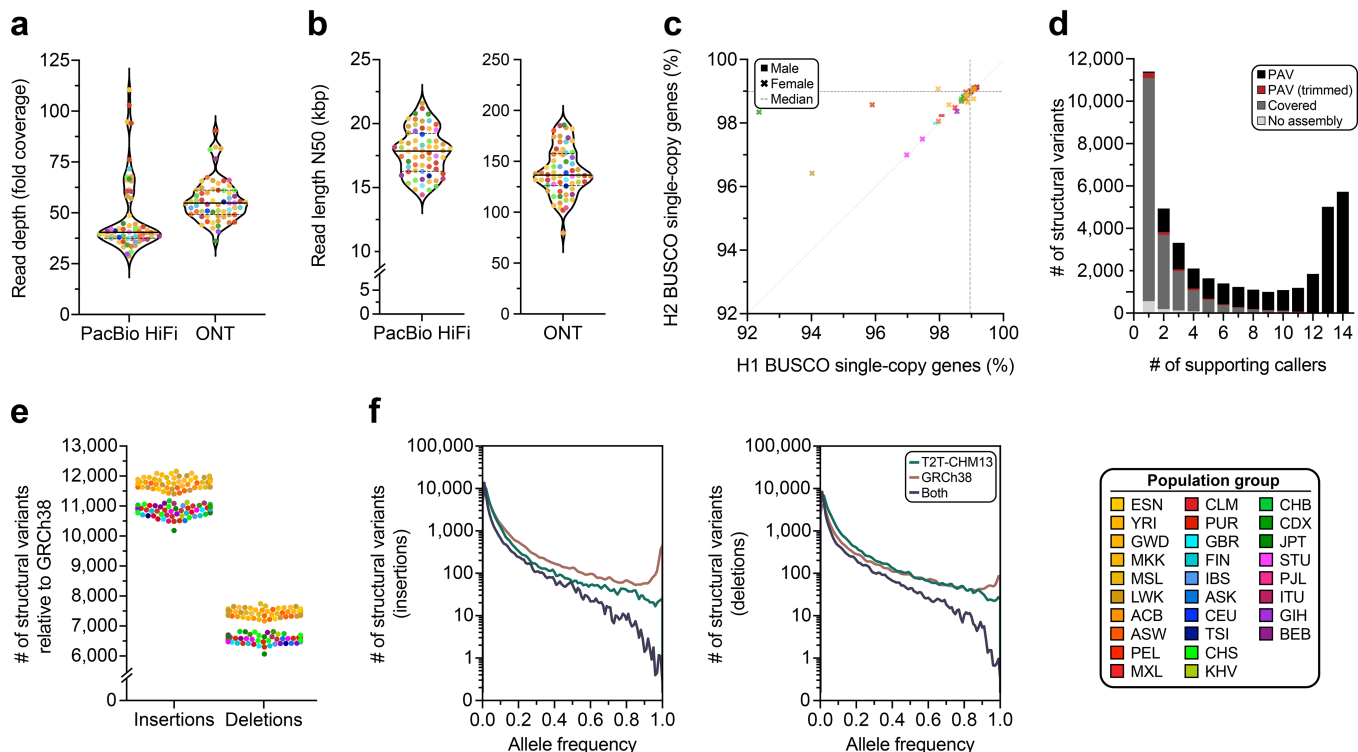 a
Read depth (fold coverage)
125
100
75
50
25
0
PacBio HiFi
ONT
b
Read length N50 (kbp)
25
20
15
10
5
0
PacBio HiFi
250
200
150
100
50
0
ONT
c
H2 BUSCO single-copy genes (%)
100
98
96
94
92
Male
Female
Median
92
94
96
98
100
H1 BUSCO single-copy genes (%)
d
# of structural variants
12,000
10,000
8,000
6,000
4,000
2,000
0
PAV
PAV (trimmed)
Covered
No assembly
0 2 4 6 8 10 12 14
# of supporting callers
e
# of structural variants
relative to GRCh38
13,000
12,000
11,000
10,000
9,000
8,000
7,000
6,000
0
Insertions
Deletions
f
# of structural variants
(insertions)
100,000
10,000
1,000
100
10
1
0
0.0 0.2 0.4 0.6 0.8 1.0
Allele frequency
# of structural variants
(deletions)
100,000
10,000
1,000
100
10
1
0
T2T-CHM13
GRCh38
Both
0.0 0.2 0.4 0.6 0.8 1.0
Allele frequency
Population group
ESN
YRI
GWD
MKK
MSL
LWK
ACB
ASW
PEL
MXL
CLM
PUR
GBR
FIN
IBS
ASK
CEU
TSI
CHS
KHV
CHB
CDX
JPT
STU
PJL
ITU
GIH
BEB